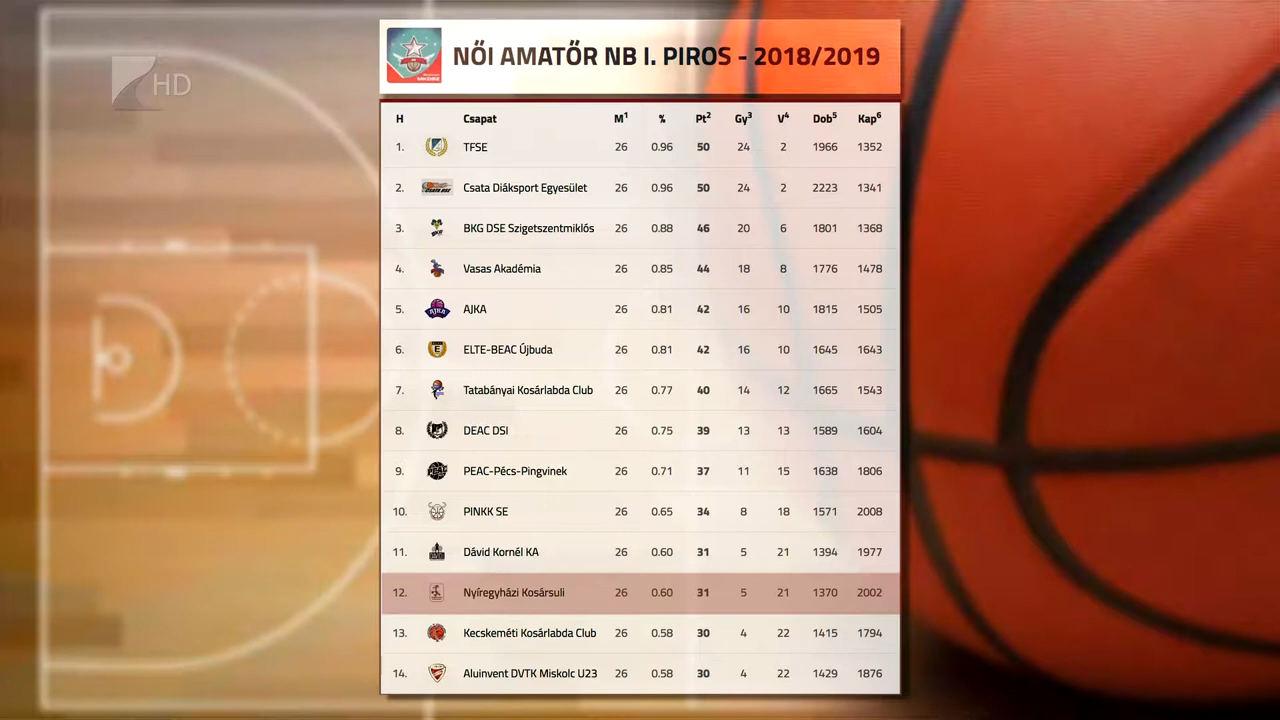 HD
NŐI AMATŐR NB I. PIROS - 2018/2019
H Csapat M¹ % Pt² Gy³ V⁴ Dob⁵ Kap⁶
1. TFSE 26 0.96 50 24 2 1966 1352
2. Csata Diáksport Egyesület 26 0.96 50 24 2 2223 1341
3. BKG DSE Szigetszentmiklós 26 0.88 46 20 6 1801 1368
4. Vasas Akadémia 26 0.85 44 18 8 1776 1478
5. AJKA 26 0.81 42 16 10 1815 1505
6. ELTE-BEAC Újbuda 26 0.81 42 16 10 1645 1643
7. Tatabányai Kosárlabda Club 26 0.77 40 14 12 1665 1543
8. DEAC DSI 26 0.75 39 13 13 1589 1604
9. PEAC-Pécs-Pingvinek 26 0.71 37 11 15 1638 1806
10. PINKK SE 26 0.65 34 8 18 1571 2008
11. Dávid Kornél KA 26 0.60 31 5 21 1394 1977
12. Nyíregyházi Kosársuli 26 0.60 31 5 21 1370 2002
13. Kecskeméti Kosárlabda Club 26 0.58 30 4 22 1415 1794
14. Aluinvent DVTK Miskolc U23 26 0.58 30 4 22 1429 1876